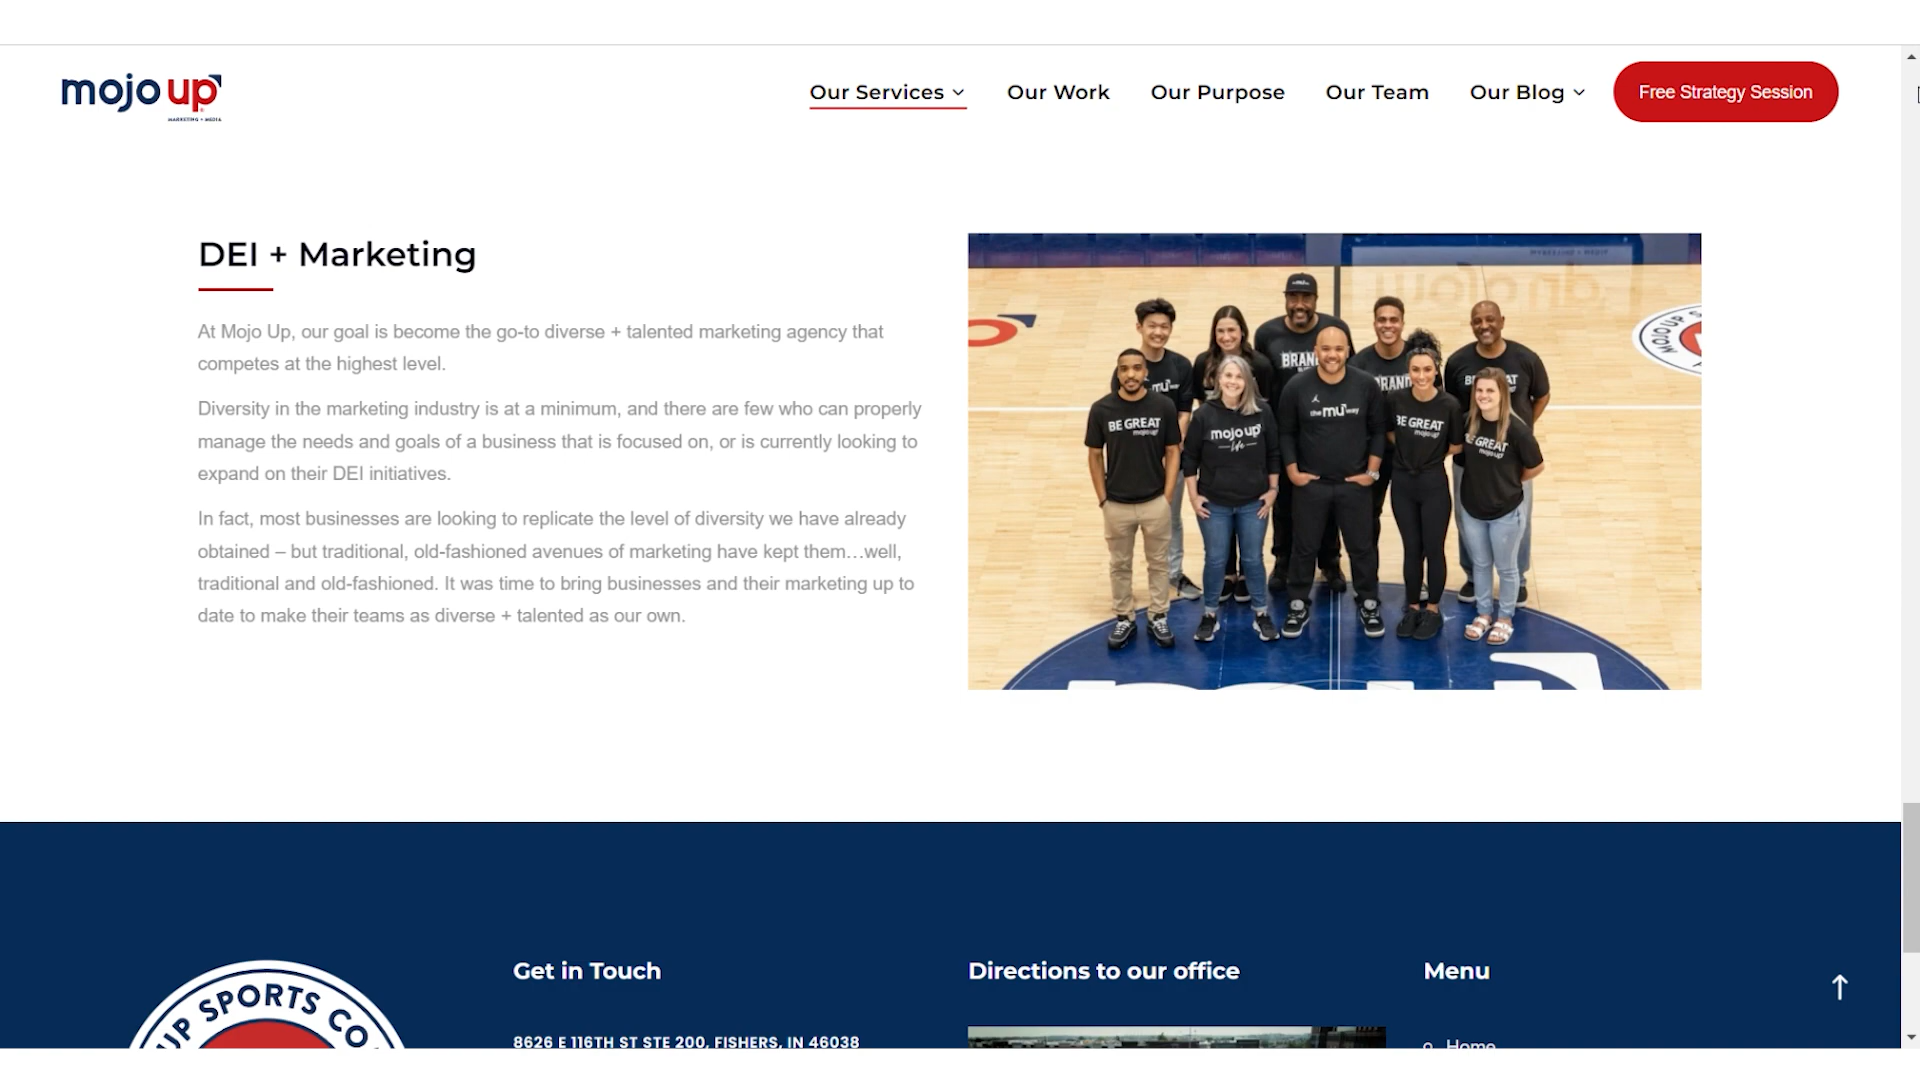 mojo up
MARKETING + MEDIA
Our Services
Our Work
Our Purpose
Our Team
Our Blog
Free Strategy Session
DEI + Marketing
At Mojo Up, our goal is become the go-to diverse + talented marketing agency that
competes at the highest level.
Diversity in the marketing industry is at a minimum, and there are few who can properly
manage the needs and goals of a business that is focused on, or is currently looking to
expand on their DEI initiatives.
In fact, most businesses are looking to replicate the level of diversity we have already
obtained – but traditional, old-fashioned avenues of marketing have kept them…well,
traditional and old-fashioned. It was time to bring businesses and their marketing up to
date to make their teams as diverse + talented as our own.
BE GREAT
mojo up
mojo up
life
the mu way
BE GREAT
mojo up
GREAT
mojo up
MOJOUP
UP SPORTS CO
Get in Touch
8626 E 116TH ST STE 200, FISHERS, IN 46038
Directions to our office
Menu
Home